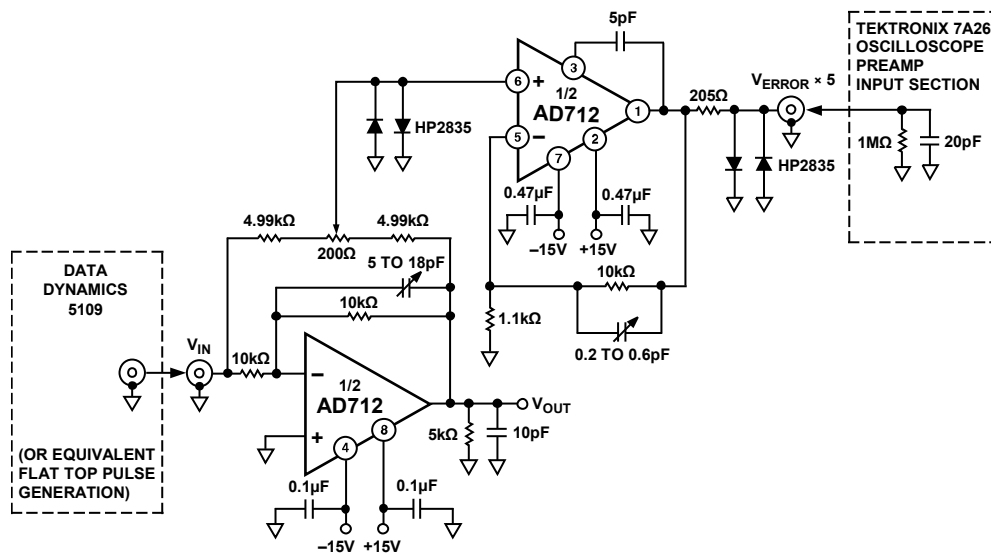 5pF
TEKTRONIX 7A26
OSCILLOSCOPE
PREAMP
INPUT SECTION
3
6
+
1/2
AD712
1
205Ω
VERROR × 5
5
–
2
7
HP2835
1MΩ
20pF
HP2835
0.47µF
0.47µF
–15V
+15V
4.99kΩ
4.99kΩ
200Ω
5 TO 18pF
10kΩ
10kΩ
1.1kΩ
0.2 TO 0.6pF
DATA
DYNAMICS
5109
VIN
10kΩ
–
1/2
AD712
+
4
8
VOUT
5kΩ
10pF
(OR EQUIVALENT
FLAT TOP PULSE
GENERATION)
0.1µF
0.1µF
–15V
+15V